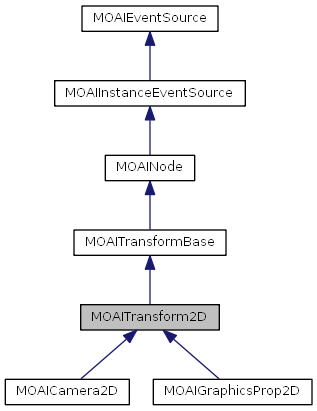 MOAIEventSource
MOAIInstanceEventSource
MOAINode
MOAITransformBase
MOAITransform2D
MOAICamera2D
MOAIGraphicsProp2D